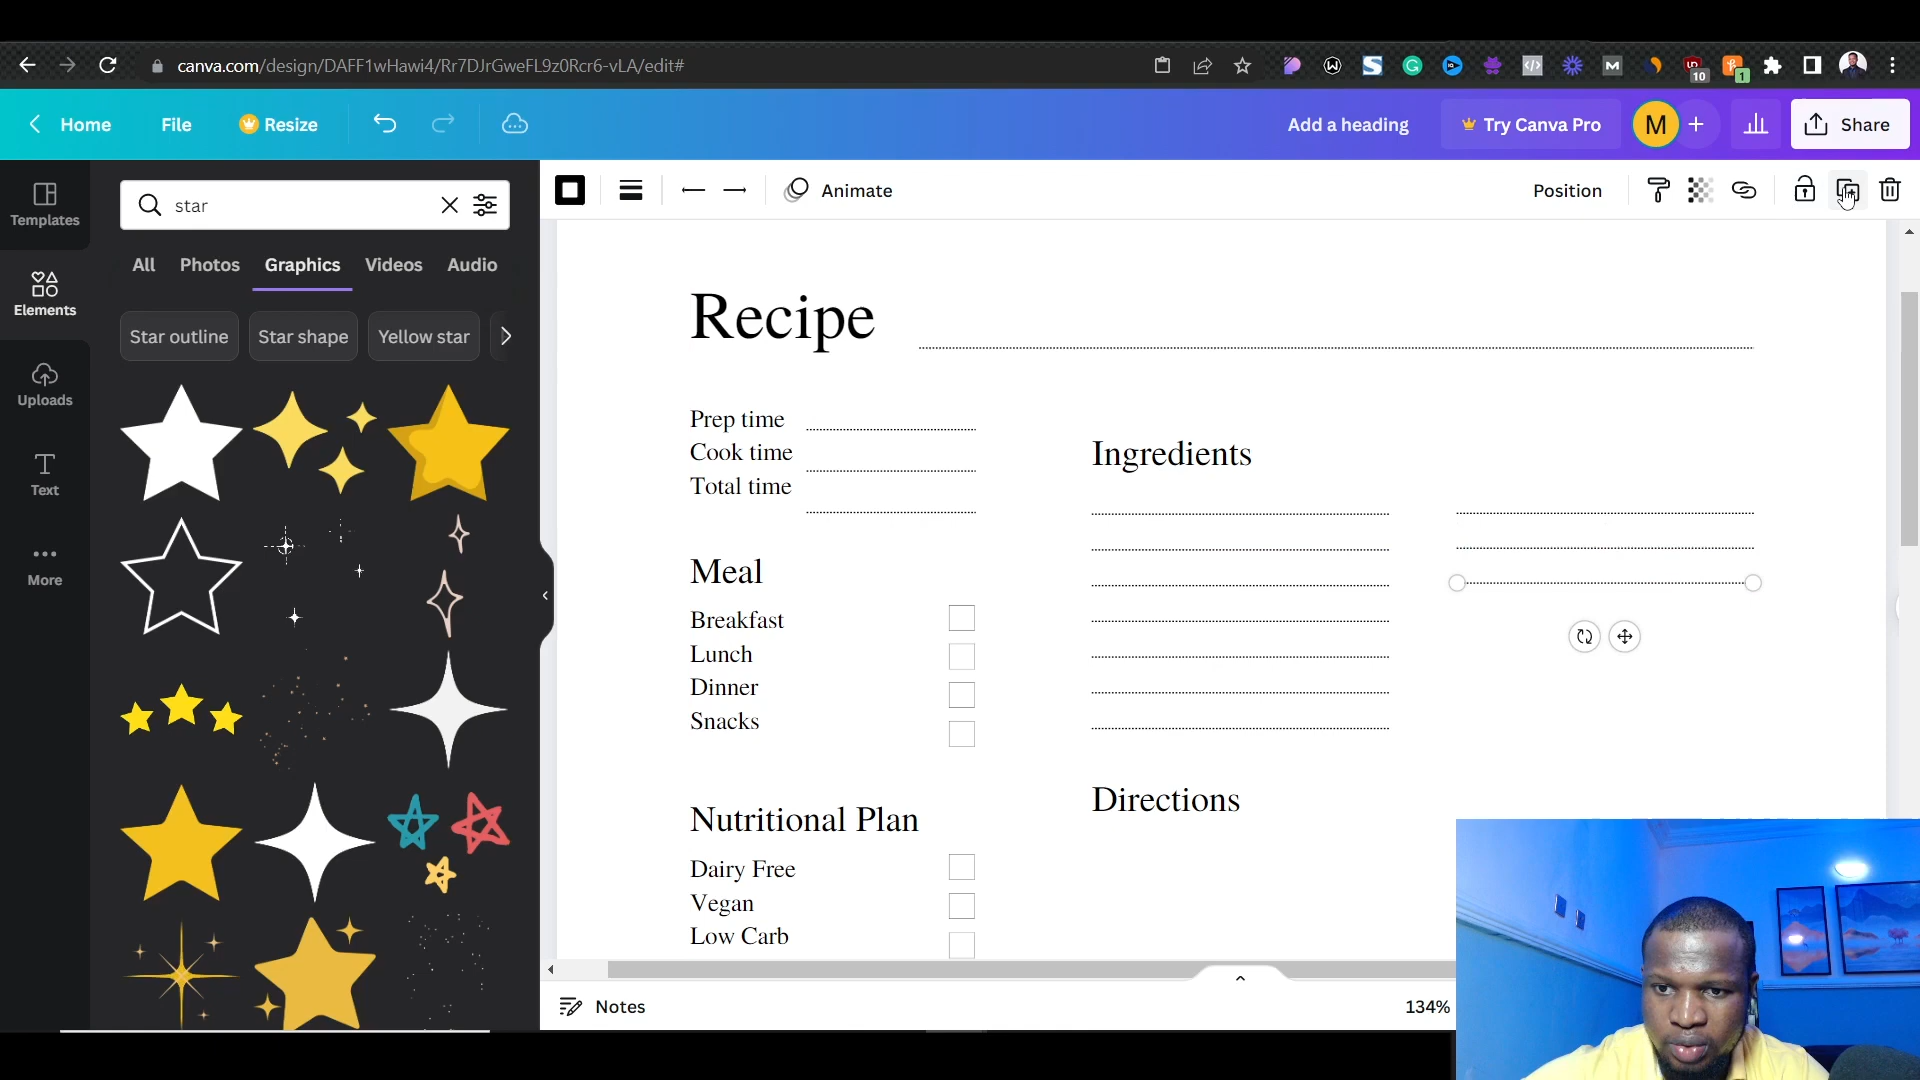 canva.com/design/DAFF1wHawi4/Rr7DJrGweFL9z0Rcr6-vLA/edit#
10
1
Home
File
Resize
Add a heading
Try Canva Pro
M
Share
Templates
Elements
Uploads
Text
More
star
All
Photos
Graphics
Videos
Audio
Star outline
Star shape
Yellow star
Animate
Position
Recipe
Prep time
Cook time
Total time
Meal
Breakfast
Lunch
Dinner
Snacks
Nutritional Plan
Dairy Free
Vegan
Low Carb
Ingredients
Directions
Notes
134%